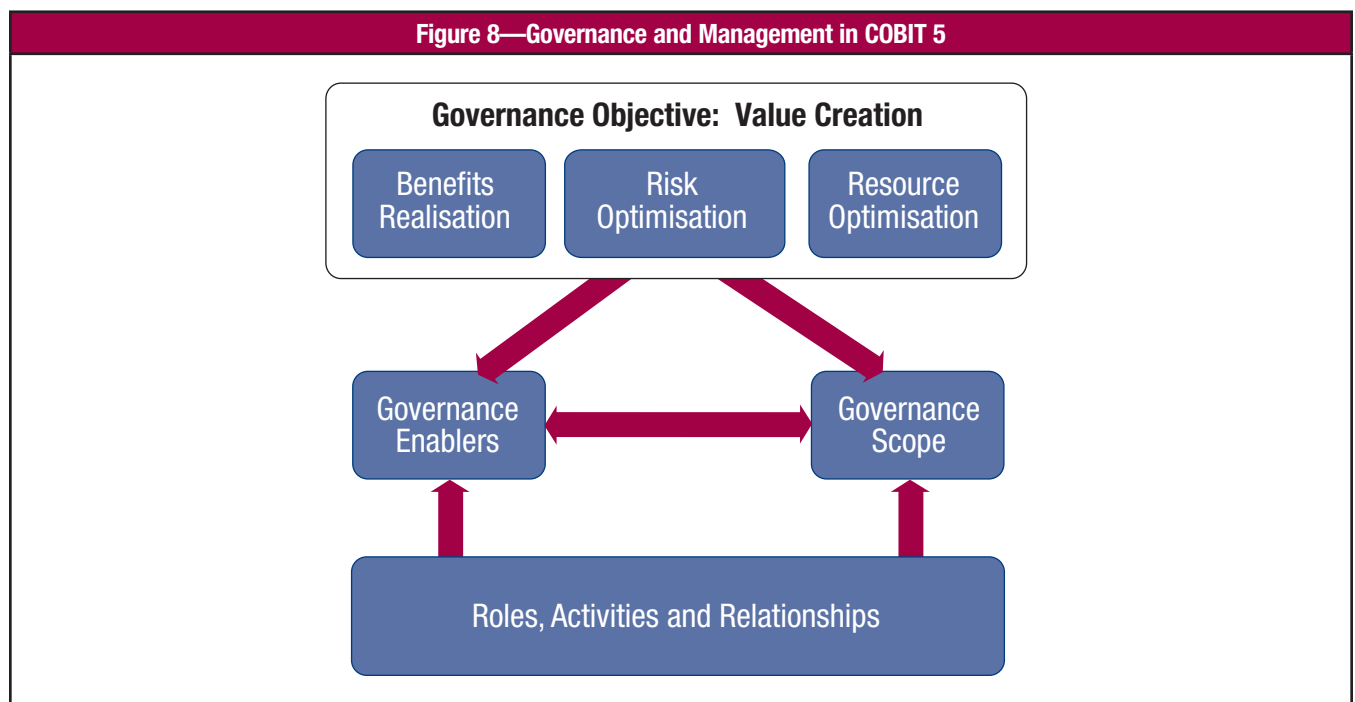 Figure 8—Governance and Management in COBIT 5
Governance Objective: Value Creation
Benefits
Realisation
Risk
Optimisation
Resource
Optimisation
Governance
Enablers
Governance
Scope
Roles, Activities and Relationships